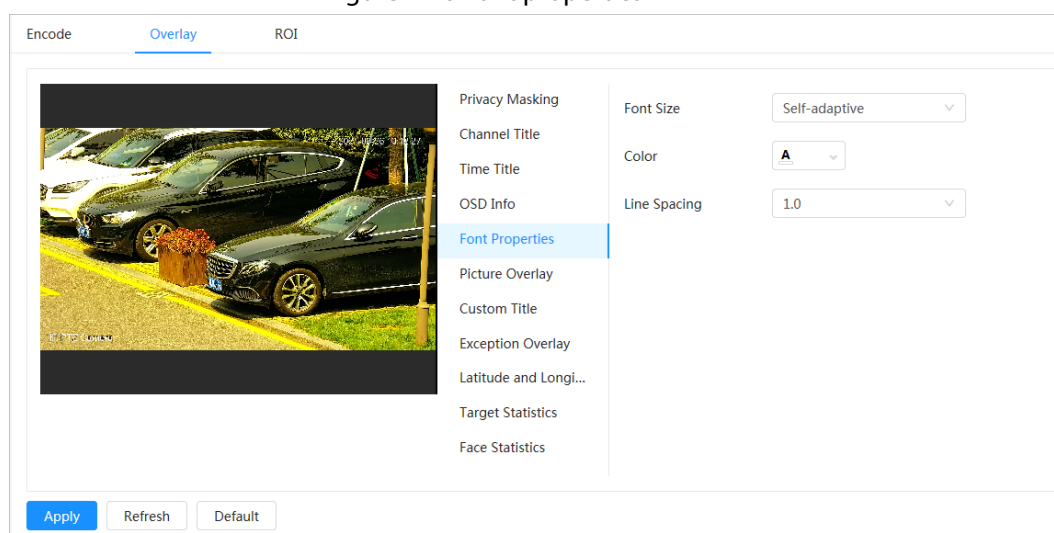 Encode Overlay ROI
Privacy Masking
Channel Title
Time Title
OSD Info
Font Properties
Picture Overlay
Custom Title
Exception Overlay
Latitude and Longi...
Target Statistics
Face Statistics
Font Size Self-adaptive
Color A
Line Spacing 1.0
Apply Refresh Default